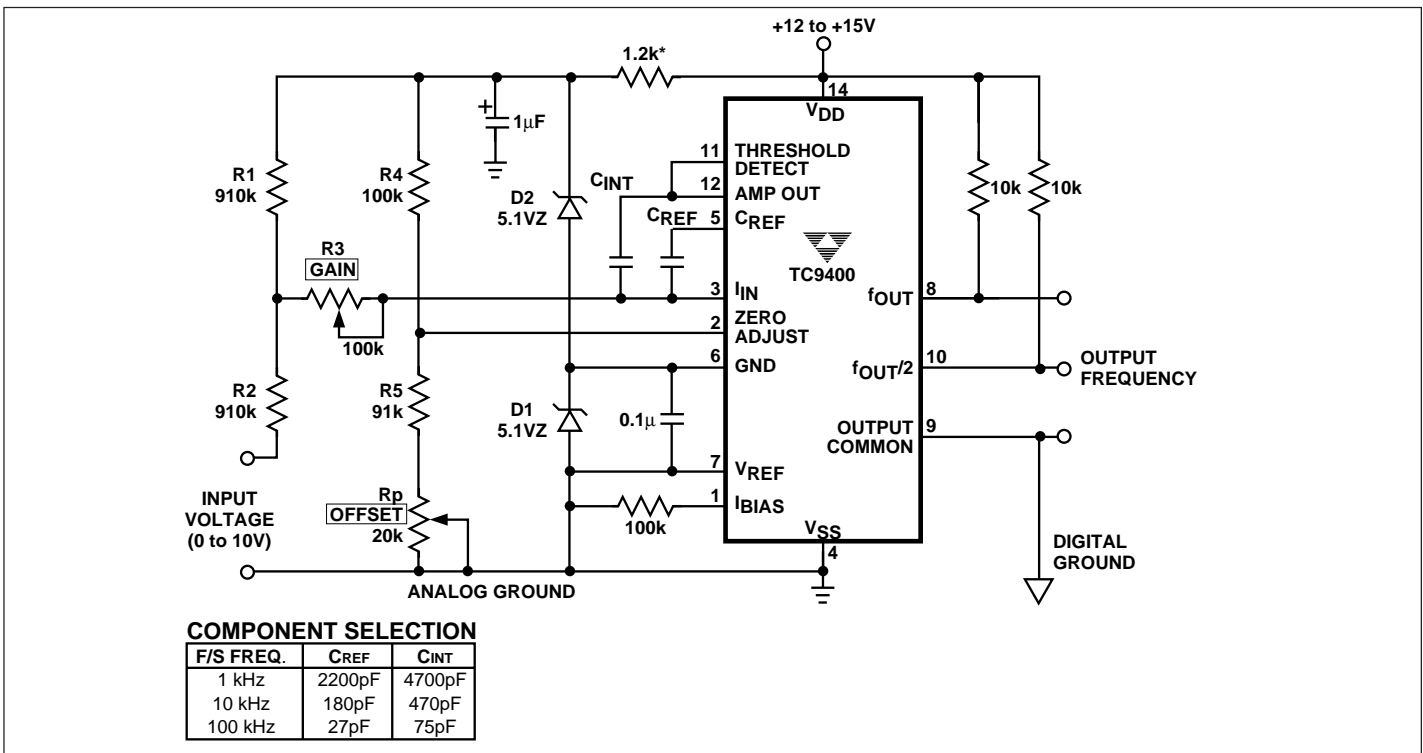 +12 to +15V
1.2k*
14
VDD
+
1µF
R1
910k
R4
100k
D2
5.1VZ
CINT
CREF
11
THRESHOLD
DETECT
12
AMP OUT
5
CREF
TC9400
10k
10k
R3
GAIN
100k
3
IIN
2
ZERO
ADJUST
6
GND
fOUT
8
fOUT/2
10
OUTPUT
FREQUENCY
R2
910k
R5
91k
D1
5.1VZ
0.1µ
OUTPUT
COMMON
9
7
VREF
1
IBIAS
100k
INPUT
VOLTAGE
(0 to 10V)
Rp
OFFSET
20k
VSS
4
ANALOG GROUND
DIGITAL
GROUND
COMPONENT SELECTION
F/S FREQ. CREF CINT
1 kHz 2200pF 4700pF
10 kHz 180pF 470pF
100 kHz 27pF 75pF